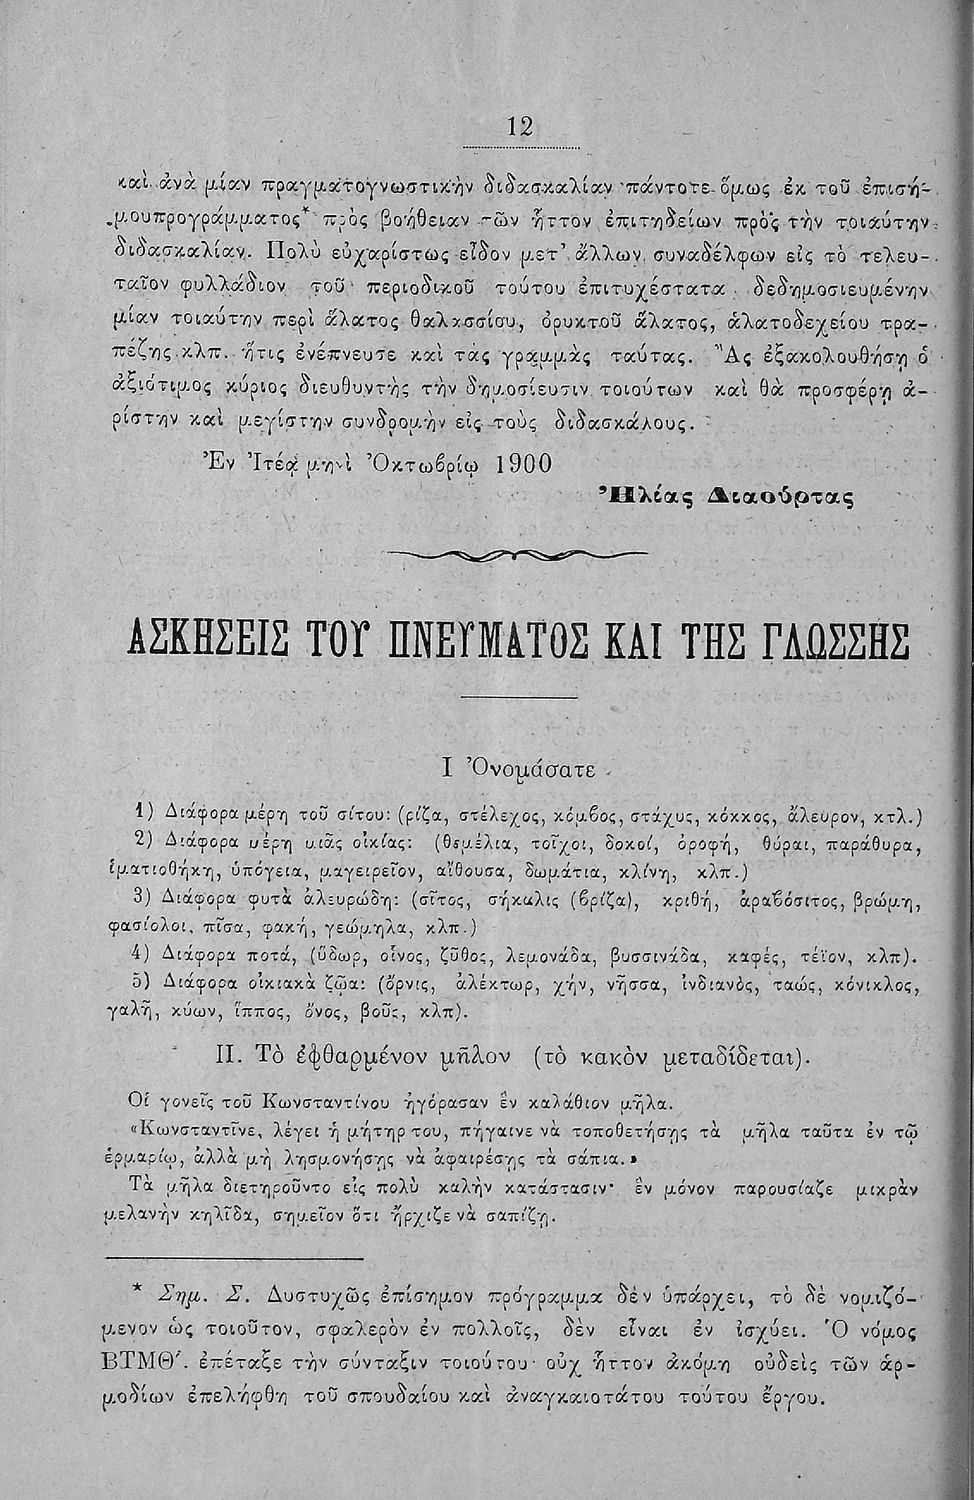 12
καὶ ἀνὰ μίαν πραγματογνωστικὴν διδασκαλίαν πάντοτε ὅμως ἐκ τοῦ ἐπισή-
μου προγράμματος* πρὸς βοήθειαν τῶν ἧττον ἐπιτηδείων πρὸς τὴν τοιαύτην
διδασκαλίαν. Πολὺ εὐχαρίστως εἶδον μετ' ἄλλων συναδέλφων εἰς τὸ τελευ-
ταῖον φυλλάδιον τοῦ περιοδικοῦ τούτου ἐπιτυχέστατα δεδημοσιευμένην
μίαν τοιαύτην περὶ ἅλατος θαλασσίου, ὀρυκτοῦ ἅλατος, ἁλατοδεχείου τρα-
πέζης κλπ. ἥτις ἐνέπνευσε καὶ τὰς γραμμὰς ταύτας. Ἂς ἐξακολουθήσῃ ὁ
ἀξιότιμος κύριος διευθυντὴς τὴν δημοσίευσιν τοιούτων καὶ θὰ προσφέρῃ ἀ-
ρίστην καὶ μεγίστην συνδρομὴν εἰς τοὺς διδασκάλους.
Ἐν Ἰτέᾳ μηνὶ Ὀκτωβρίῳ 1900
Ἠλίας Διαούρτας
ΑΣΚΗΣΕΙΣ ΤΟΥ ΠΝΕΥΜΑΤΟΣ ΚΑΙ ΤΗΣ ΓΛΩΣΣΗΣ
I Ὀνομάσατε
1) Διάφορα μέρη τοῦ σίτου: (ρίζα, στέλεχος, κόμβος, στάχυς, κόκκος, ἄλευρον, κτλ.)
2) Διάφορα μέρη μιᾶς οἰκίας: (θεμέλια, τοῖχοι, δοκοί, ὀροφή, θύραι, παράθυρα,
ἱματιοθήκη, ὑπόγεια, μαγειρεῖον, αἴθουσα, δωμάτια, κλίνη, κλπ.)
3) Διάφορα φυτὰ ἀλευρώδη: (σῖτος, σήκαλις (βρίζα), κριθή, ἀραβόσιτος, βρώμη,
φασίολοι, πῖσα, φακή, γεώμηλα, κλπ.)
4) Διάφορα ποτά, (ὕδωρ, οἶνος, ζῦθος, λεμονάδα, βυσσινάδα, καφές, τέϊον, κλπ).
5) Διάφορα οἰκιακὰ ζῷα: (ὄρνις, ἀλέκτωρ, χήν, νῆσσα, ἰνδιανὸς, ταώς, κόνικλος,
γαλῆ, κύων, ἵππος, ὄνος, βοῦς, κλπ).
II. Τὸ ἐφθαρμένον μῆλον (τὸ κακὸν μεταδίδεται).
Οἱ γονεῖς τοῦ Κωνσταντίνου ἠγόρασαν ἓν καλάθιον μῆλα.
«Κωνσταντῖνε, λέγει ἡ μήτηρ του, πήγαινε νὰ τοποθετήσῃς τὰ μῆλα ταῦτα ἐν τῷ
ἑρμαρίῳ, ἀλλὰ μὴ λησμονήσῃς νὰ ἀφαιρέσῃς τὰ σάπια.»
Τὰ μῆλα διετηροῦντο εἰς πολὺ καλὴν κατάστασιν· ἓν μόνον παρουσίαζε μικρὰν
μελανὴν κηλῖδα, σημεῖον ὅτι ἤρχιζε νὰ σαπίζῃ.
* Σημ. Σ. Δυστυχῶς ἐπίσημον πρόγραμμα δὲν ὑπάρχει, τὸ δὲ νομιζό-
μενον ὡς τοιοῦτον, σφαλερὸν ἐν πολλοῖς, δὲν εἶναι ἐν ἰσχύει. Ὁ νόμος
ΒΤΜΘ'. ἐπέταξε τὴν σύνταξιν τοιούτου· οὐχ ἧττον ἀκόμη οὐδεὶς τῶν ἁρ-
μοδίων ἐπελήφθη τοῦ σπουδαίου καὶ ἀναγκαιοτάτου τούτου ἔργου.